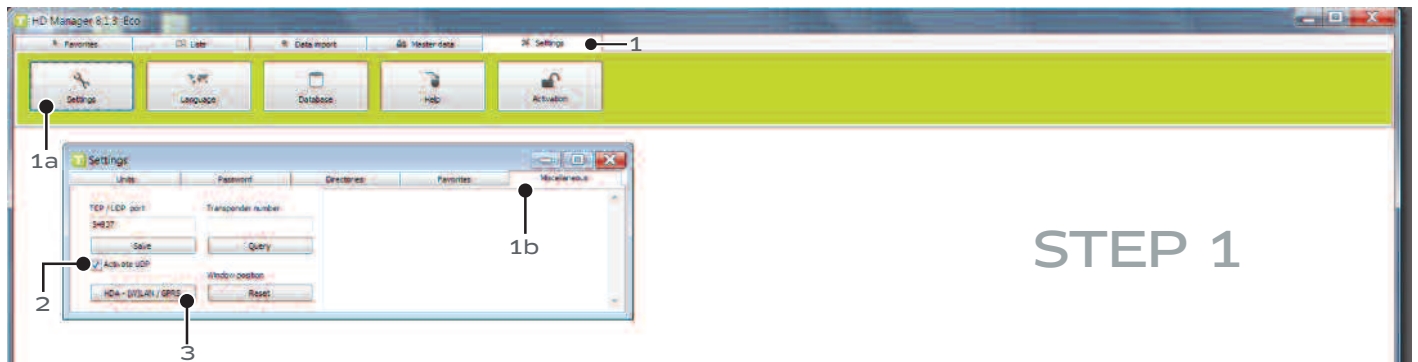 HD Manager 8.1.3 Eco
Favorites Lists Data import Master data Settings 1
Settings Language Database Help Activation
1a
Settings
Units Password Directories Favorites Miscellaneous
TCP / UDP port Transponder number
Save Query
1b
STEP 1
Activate UDP
2
Window position
HDA - (W)LAN / GPRS Reset
3